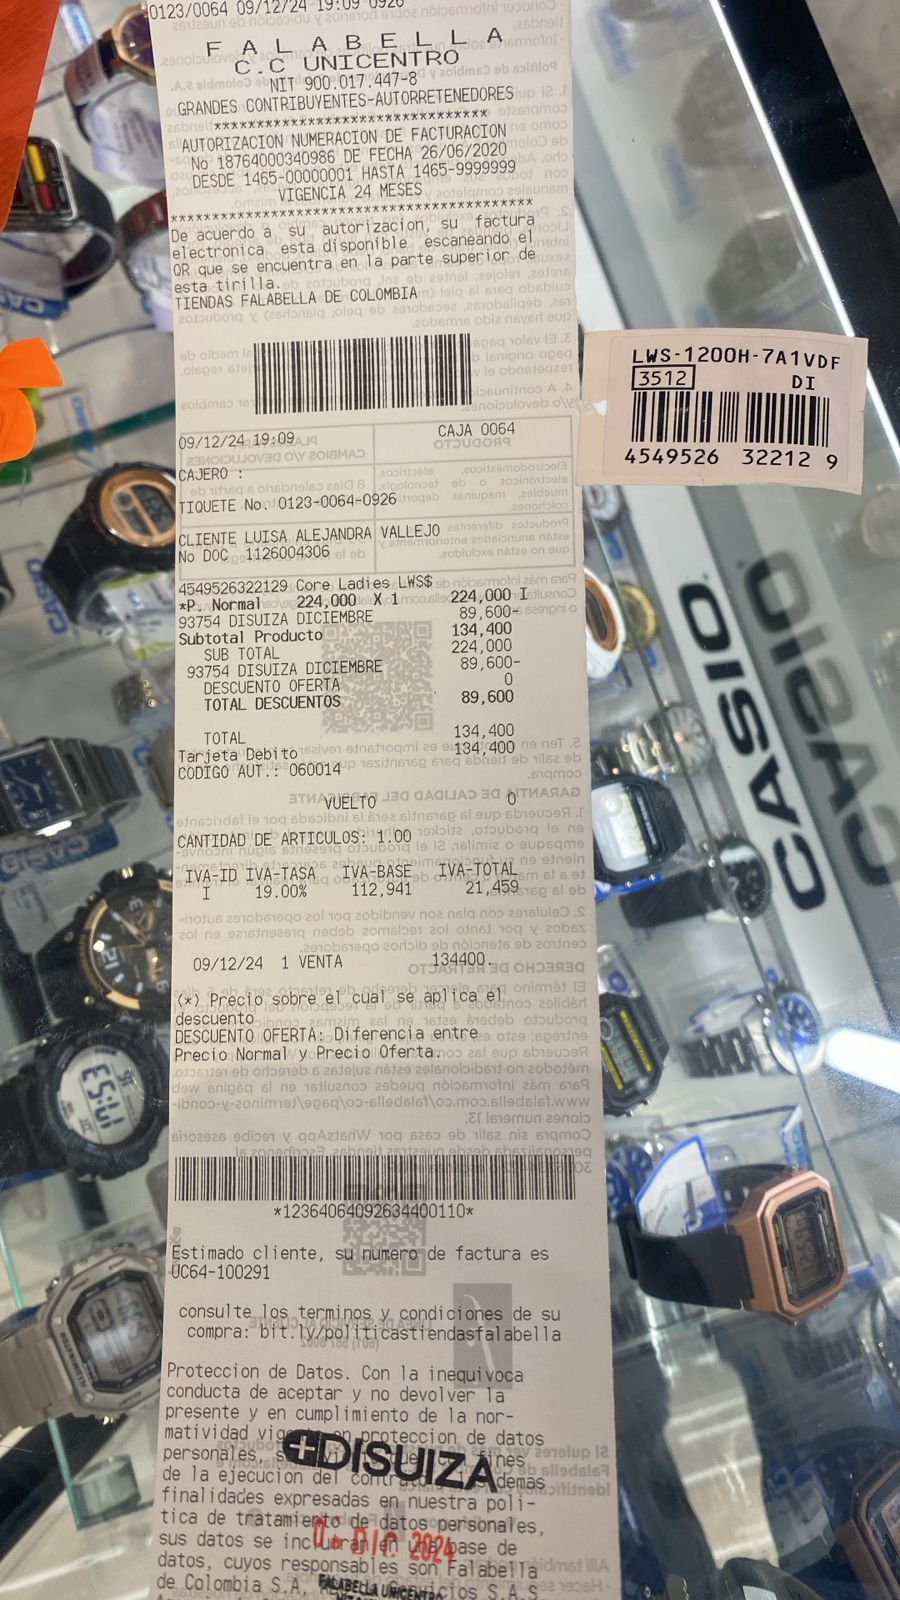 0123/0064 09/12/24 19:09 0926
F A L A B E L L A
C.C UNICENTRO
NIT 900.017.447-8
GRANDES CONTRIBUYENTES-AUTORRETENEDORES
******************************
AUTORIZACION NUMERACION DE FACTURACION
No 18764000340986 DE FECHA 26/06/2020
DESDE 1465-00000001 HASTA 1465-9999999
VIGENCIA 24 MESES
****************************************
De acuerdo a su autorizacion, su factura
electronica esta disponible escaneando el
QR que se encuentra en la parte superior de
esta tirilla.
TIENDAS FALABELLA DE COLOMBIA
LWS-1200H-7A1VDF
3512 DI
4549526 32212 9
09/12/24 19:09 CAJA 0064
CAJERO :
TIQUETE No. 0123-0064-0926
CLIENTE LUISA ALEJANDRA VALLEJO
No DOC 1126004306
4549526322129 Core Ladies LWS$
*P. Normal 224,000 X 1 224,000 I
93754 DISUIZA DICIEMBRE 89,600-
Subtotal Producto 134,400
SUB TOTAL 224,000
93754 DISUIZA DICIEMBRE 89,600-
DESCUENTO OFERTA 0
TOTAL DESCUENTOS 89,600
TOTAL 134,400
Tarjeta Debito 134,400
CODIGO AUT.: 060014
VUELTO 0
CANTIDAD DE ARTICULOS: 1.00
IVA-ID IVA-TASA IVA-BASE IVA-TOTAL
I 19.00% 112,941 21,459
09/12/24 1 VENTA 134400.
(*) Precio sobre el cual se aplica el
descuento
DESCUENTO OFERTA: Diferencia entre
Precio Normal y Precio Oferta.
*12364064092634400110*
Estimado cliente, su numero de factura es
UC64-100291
consulte los terminos y condiciones de su
compra: bit.ly/politicastiendasfalabella
Proteccion de Datos. Con la inequivoca
conducta de aceptar y no devolver la
presente y en cumplimiento de la nor-
matividad en proteccion de datos
personales,
de la ejecucion del
finalidades expresadas en nuestra poli-
tica de tratamiento de datos personales,
sus datos se incluiran en una base de
datos, cuyos responsables son Falabella
de Colombia S.A, S.A.S
DISUIZA
DIC 2024
FALABELLA UNICENTRO
CASIO